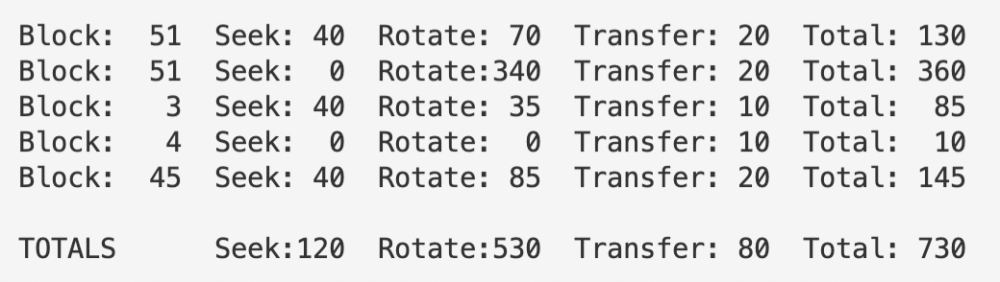 Block:  51  Seek: 40  Rotate: 70  Transfer: 20  Total: 130
Block:  51  Seek:  0  Rotate:340  Transfer: 20  Total: 360
Block:   3  Seek: 40  Rotate: 35  Transfer: 10  Total:  85
Block:   4  Seek:  0  Rotate:  0  Transfer: 10  Total:  10
Block:  45  Seek: 40  Rotate: 85  Transfer: 20  Total: 145
TOTALS      Seek:120  Rotate:530  Transfer: 80  Total: 730